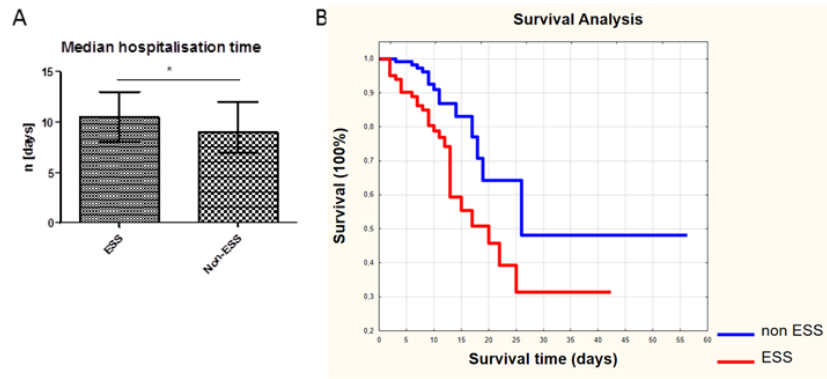 A
Median hospitalisation time
*
15
10
5
0
n [days]
ESS
Non-ESS
B
Survival Analysis
1,0
0,9
0,8
0,7
0,6
0,5
0,4
0,3
0,2
Survival (100%)
0 5 10 15 20 25 30 35 40 45 50 55 60
Survival time (days)
non ESS
ESS